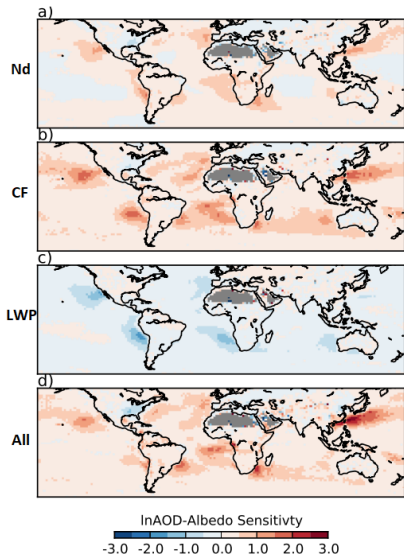 a)
Nd
b)
CF
c)
LWP
d)
All
lnAOD-Albedo Sensitivty
-3.0 -2.0 -1.0 0.0 1.0 2.0 3.0